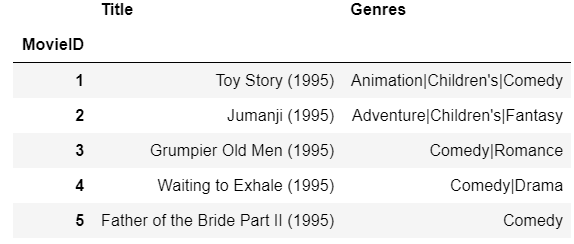 Title Genres
MovieID
1 Toy Story (1995) Animation|Children's|Comedy
2 Jumanji (1995) Adventure|Children's|Fantasy
3 Grumpier Old Men (1995) Comedy|Romance
4 Waiting to Exhale (1995) Comedy|Drama
5 Father of the Bride Part II (1995) Comedy